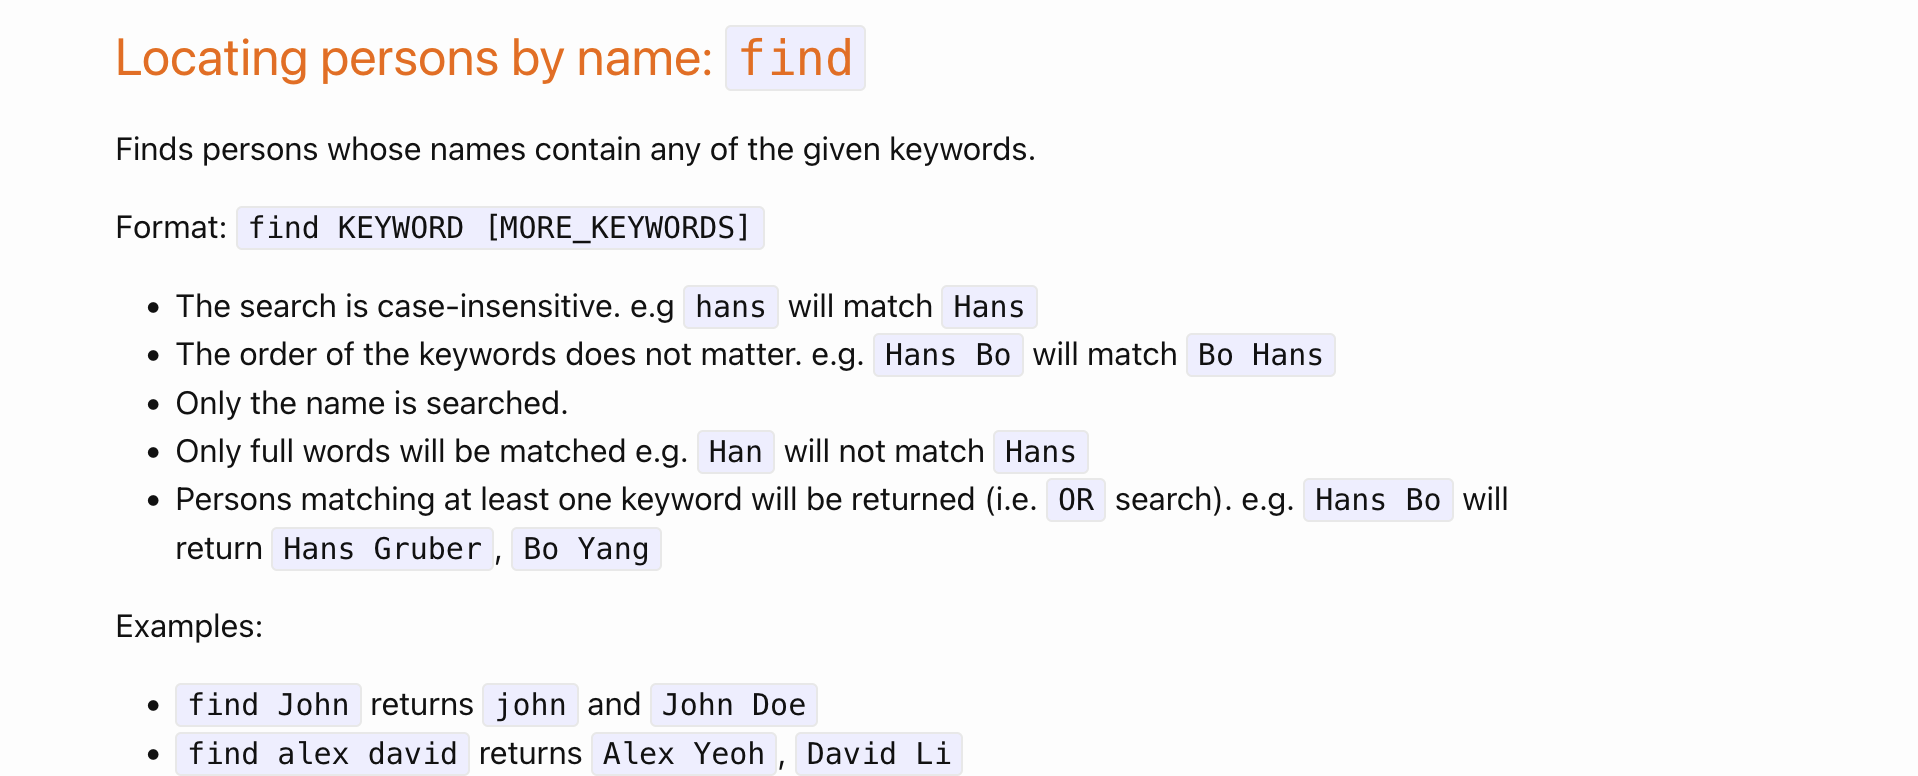 Locating persons by name: find
Finds persons whose names contain any of the given keywords.
Format: find KEYWORD [MORE_KEYWORDS]
• The search is case-insensitive. e.g hans will match Hans
• The order of the keywords does not matter. e.g. Hans Bo will match Bo Hans
• Only the name is searched.
• Only full words will be matched e.g. Han will not match Hans
• Persons matching at least one keyword will be returned (i.e. OR search). e.g. Hans Bo will
return Hans Gruber, Bo Yang
Examples:
• find John returns john and John Doe
• find alex david returns Alex Yeoh, David Li